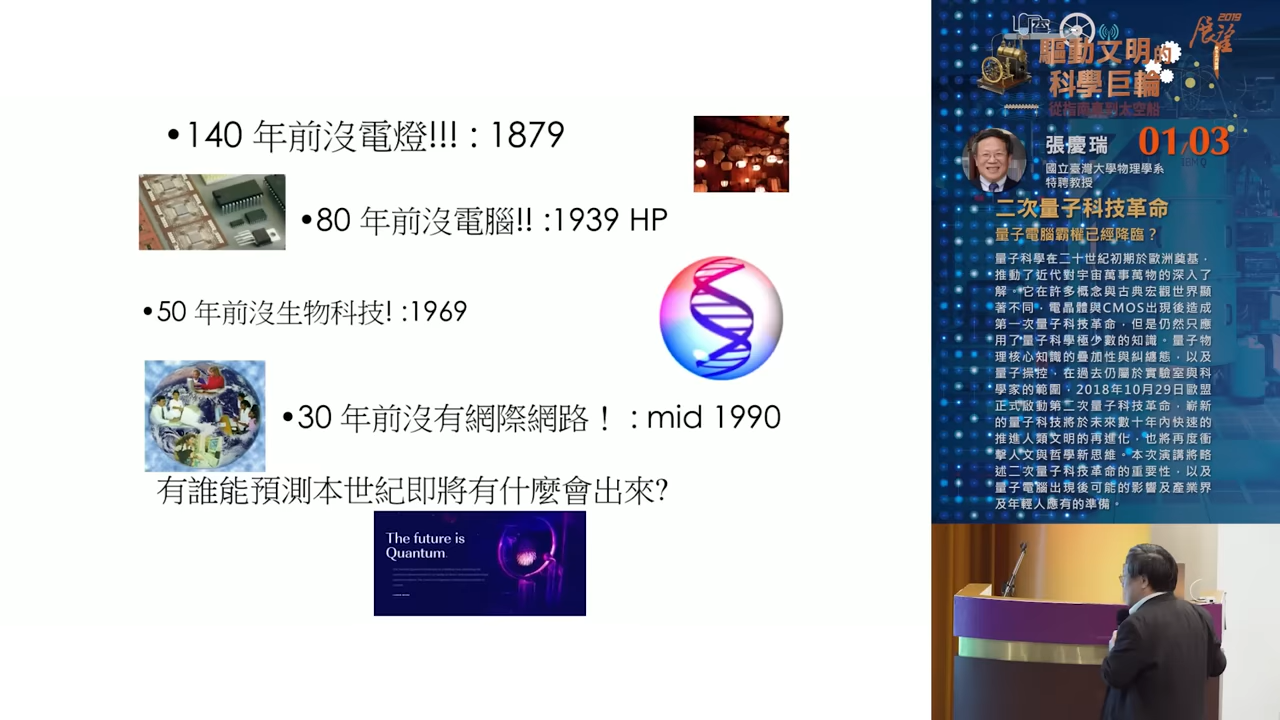 •140 年前沒電燈!!! : 1879
•80 年前沒電腦!! :1939 HP
•50 年前沒生物科技! :1969
•30 年前沒有網際網路！ : mid 1990
有誰能預測本世紀即將有什麼會出來?
The future is
Quantum
2019
展望
驅動文明的
科學巨輪
從指南車到太空船
01/03
張慶瑞
國立臺灣大學物理學系
特聘教授
二次量子科技革命
量子電腦霸權已經降臨？
量子科學在二十世紀初期於歐洲奠基，
推動了近代對宇宙萬事萬物的深入了
解。它在許多概念與古典宏觀世界顯
著不同，電晶體與CMOS出現後造成
第一次量子科技革命，但是仍然只應
用了量子科學極少數的知識。量子物
理核心知識的疊加性與糾纏態，以及
量子操控，在過去仍屬於實驗室與科
學家的範圍，2018年10月29日歐盟
正式啟動第二次量子科技革命，嶄新
的量子科技將於未來數十年內快速的
推進人類文明的再進化，也將再度衝
擊人文與哲學新思維。本次演講將略
述二次量子科技革命的重要性，以及
量子電腦出現後可能的影響及產業界
及年輕人應有的準備。